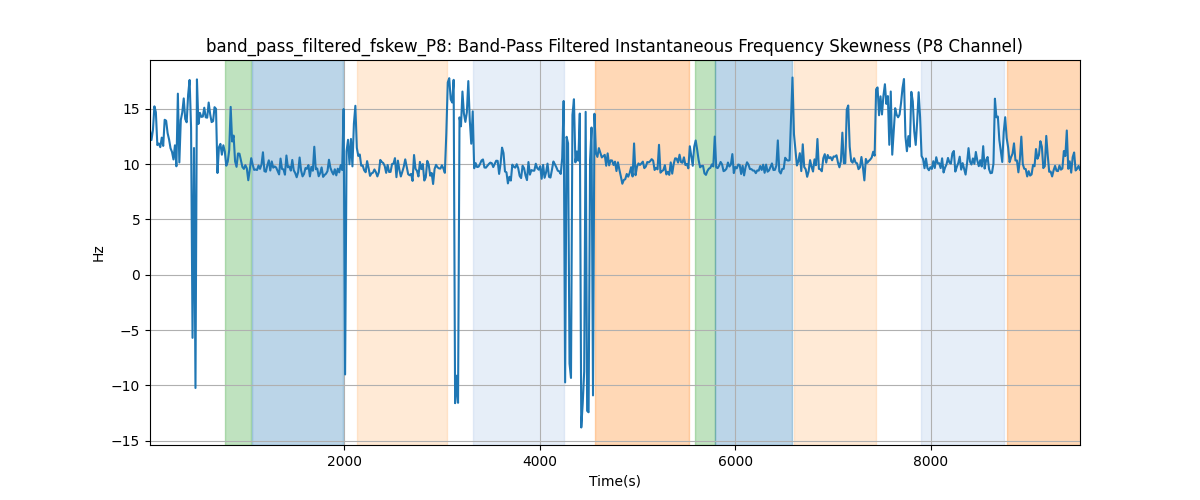 band_pass_filtered_fskew_P8: Band-Pass Filtered Instantaneous Frequency Skewness (P8 Channel)
15
10
5
0
−5
−10
−15
Hz
2000 4000 6000 8000
Time(s)